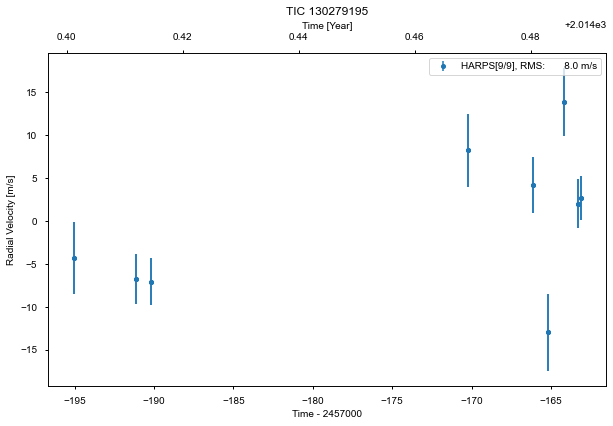 TIC 130279195
Time [Year]
+2.014e3
0.40 0.42 0.44 0.46 0.48
HARPS[9/9], RMS: 8.0 m/s
15
10
5
0
−5
−10
−15
Radial Velocity [m/s]
−195 −190 −185 −180 −175 −170 −165
Time - 2457000